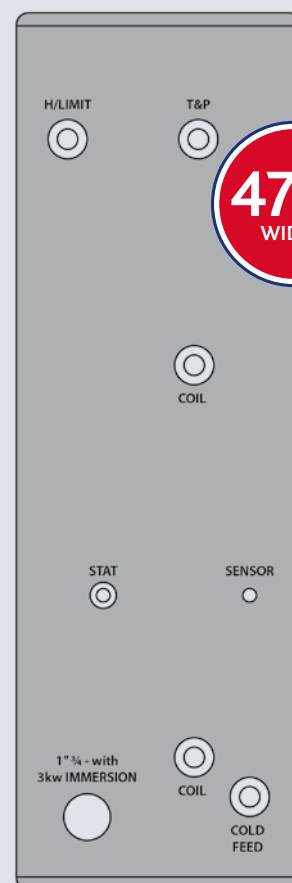 H/LIMIT
T&P
47
COIL
STAT
SENSOR
1"¾ - with
3kw IMMERSION
COIL
COLD
FEED